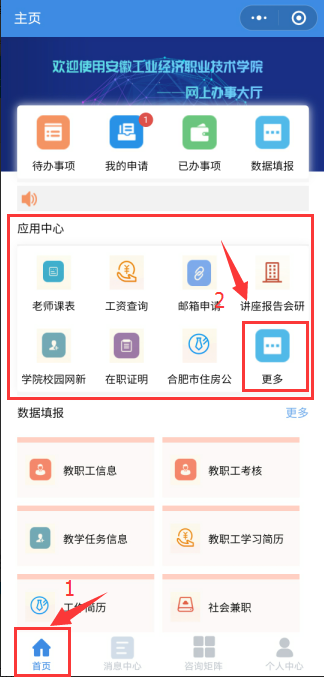 主页
欢迎使用安徽工业经济职业技术学院
——网上办事大厅
1
待办事项 我的申请 已办事项 数据填报
应用中心
2
老师课表 工资查询 邮箱申请 讲座报告会研
学院校园网新 在职证明 合肥市住房公 更多
数据填报 更多
教职工信息 教职工考核
教学任务信息 教职工学习简历
1
工作简历 社会兼职
首页 消息中心 咨询矩阵 个人中心